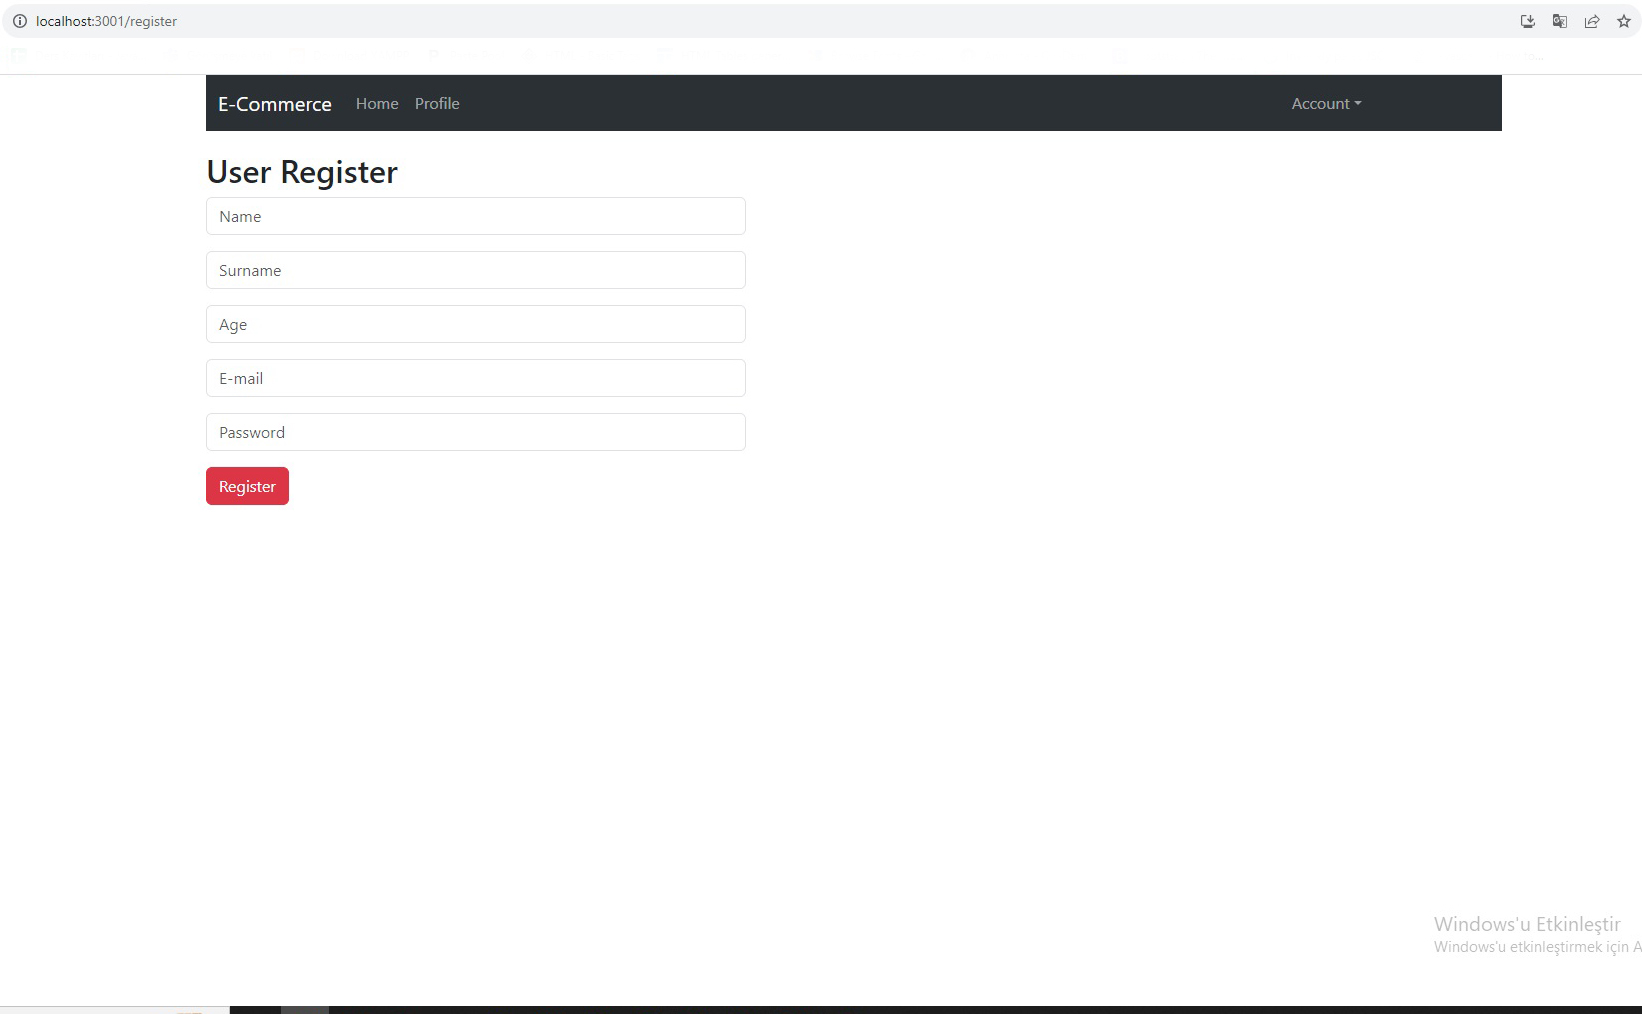 localhost:3001/register
E-Commerce Home Profile Account
User Register
Name
Surname
Age
E-mail
Password
Register
Windows'u Etkinleştir
Windows'u etkinleştirmek için A